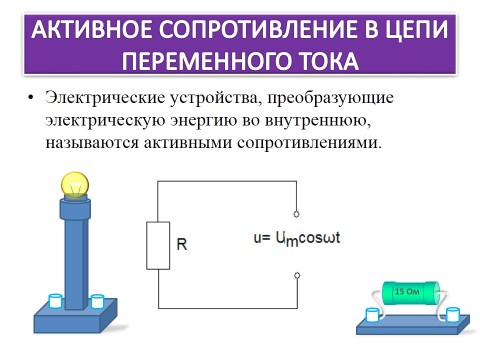 АКТИВНОЕ СОПРОТИВЛЕНИЕ В ЦЕПИ
ПЕРЕМЕННОГО ТОКА
• Электрические устройства, преобразующие
электрическую энергию во внутреннюю,
называются активными сопротивлениями.
R
u= Umcosωt
15 Ом